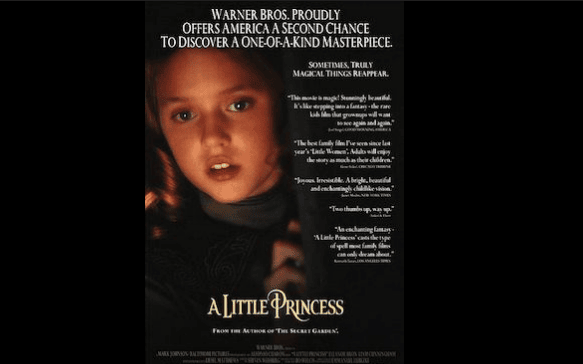 WARNER BROS. PROUDLY
OFFERS AMERICA A SECOND CHANCE
TO DISCOVER A ONE-OF-A-KIND MASTERPIECE.
SOMETIMES, TRULY
MAGICAL THINGS REAPPEAR.
"This movie is magic! Stunningly beautiful.
It's like stepping into a fantasy - the rare
kids film that grownups will want
to see again and again."
"The best family film I've seen since last
year's 'Little Women'. Adults will enjoy
the story as much as their children."
"Joyous. Irresistible. A bright, beautiful
and enchantingly childlike vision."
"Two thumbs up, way up."
"An enchanting fantasy -
'A Little Princess' casts the type
of spell most family films
can only dream about."
A LITTLE PRINCESS
FROM THE AUTHOR OF 'THE SECRET GARDEN'.
WARNER BROS.